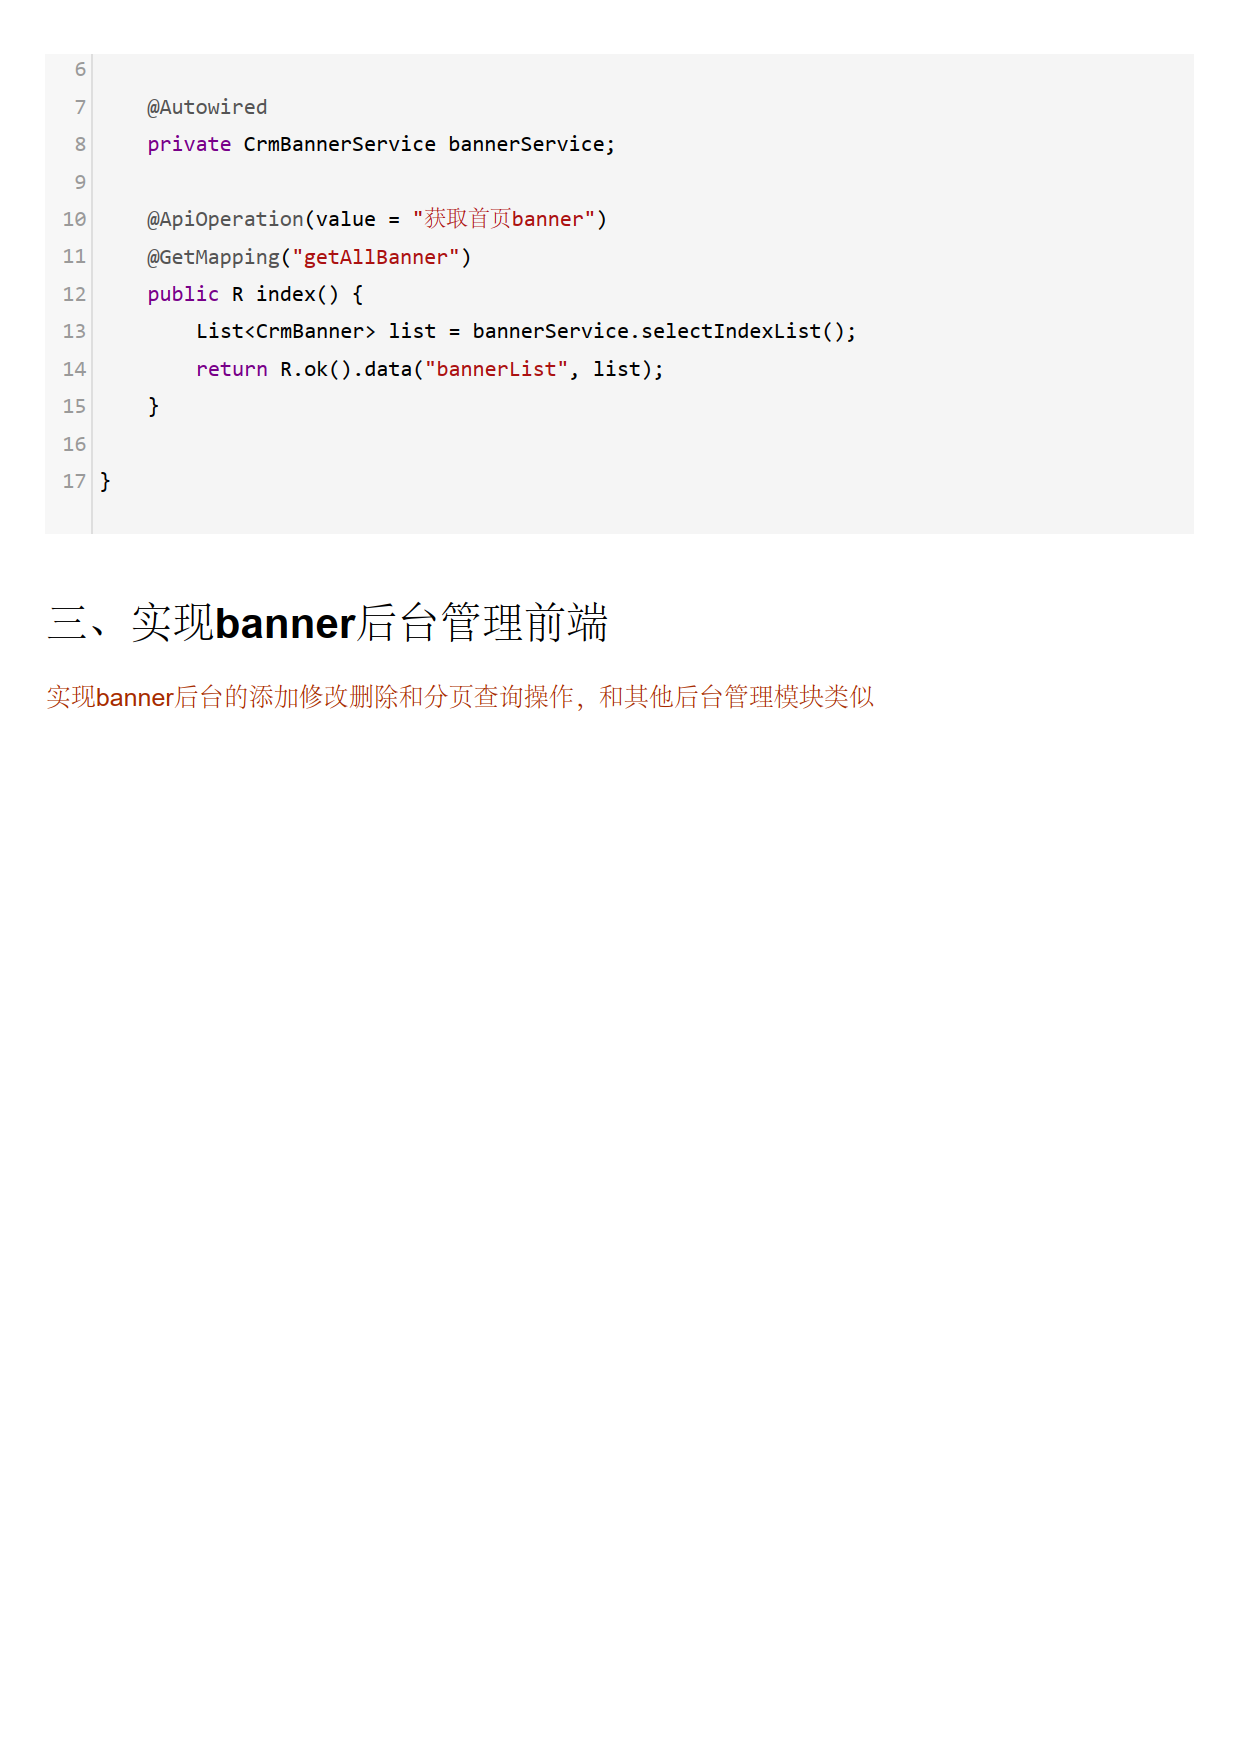 6
7     @Autowired
8     private CrmBannerService bannerService;
9
10     @ApiOperation(value = "获取首页banner")
11     @GetMapping("getAllBanner")
12     public R index() {
13         List<CrmBanner> list = bannerService.selectIndexList();
14         return R.ok().data("bannerList", list);
15     }
16
17 }
三、实现banner后台管理前端
实现banner后台的添加修改删除和分页查询操作，和其他后台管理模块类似